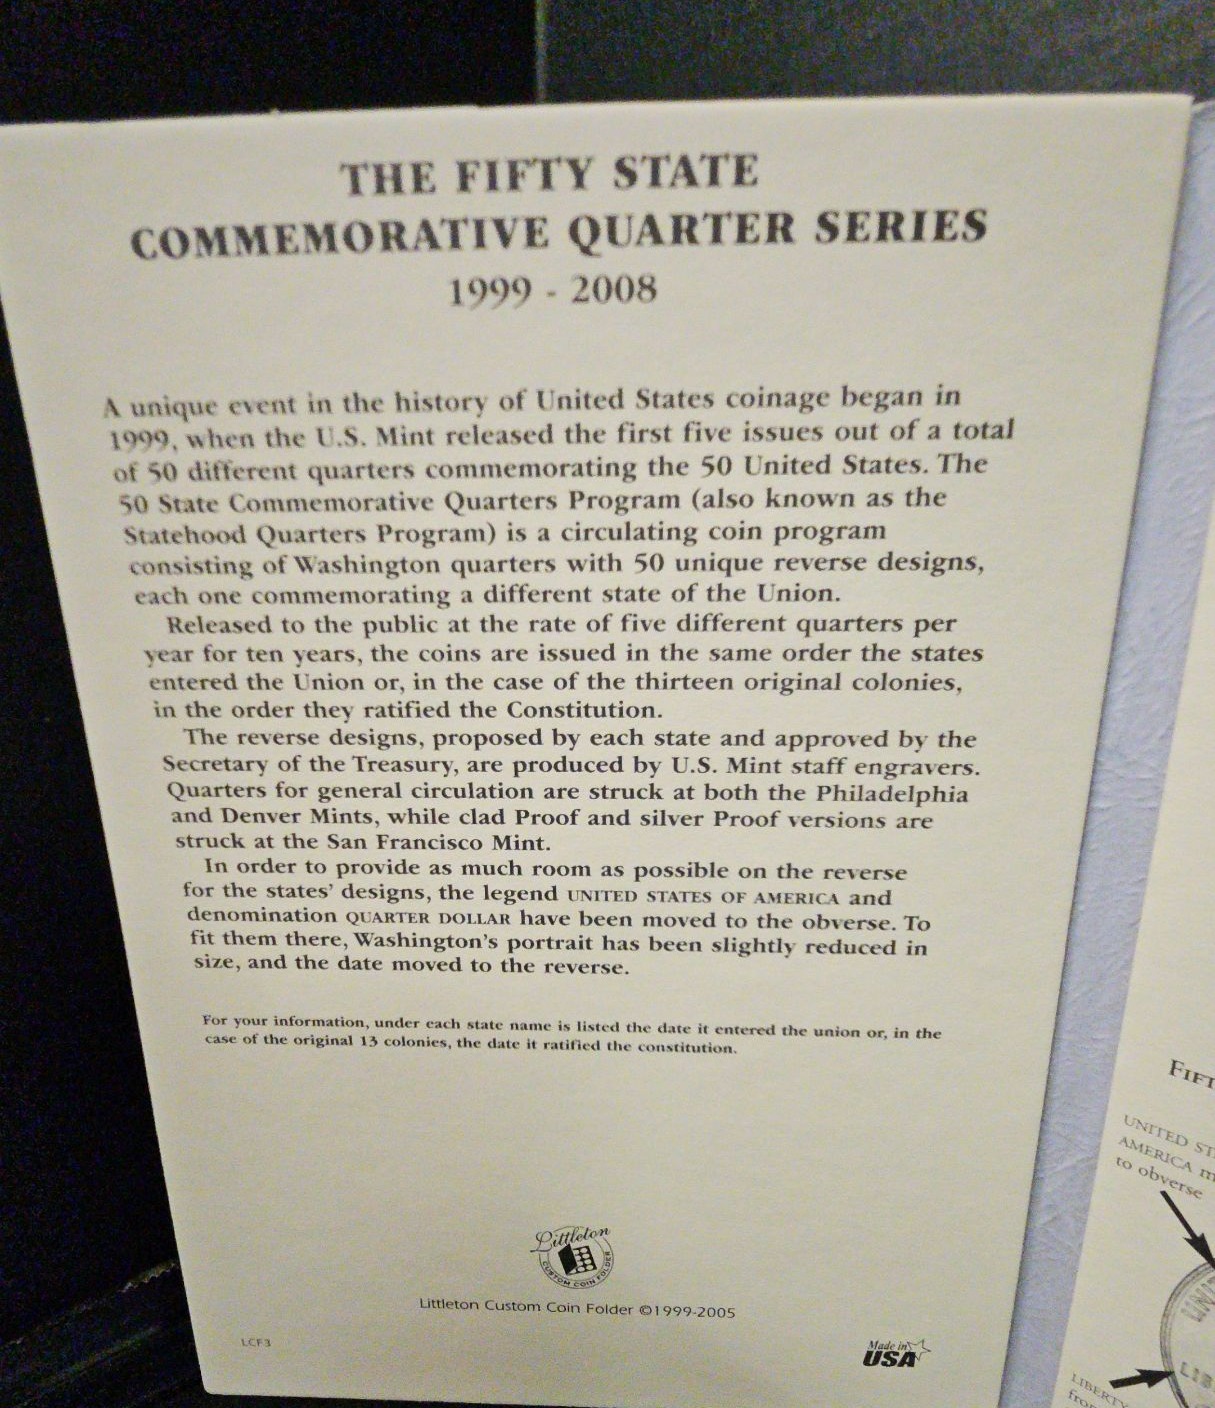 THE FIFTY STATE
COMMEMORATIVE QUARTER SERIES
1999 - 2008
A unique event in the history of United States coinage began in
1999, when the U.S. Mint released the first five issues out of a total
of 50 different quarters commemorating the 50 United States. The
50 State Commemorative Quarters Program (also known as the
Statehood Quarters Program) is a circulating coin program
consisting of Washington quarters with 50 unique reverse designs,
each one commemorating a different state of the Union.
Released to the public at the rate of five different quarters per
year for ten years, the coins are issued in the same order the states
entered the Union or, in the case of the thirteen original colonies,
in the order they ratified the Constitution.
The reverse designs, proposed by each state and approved by the
Secretary of the Treasury, are produced by U.S. Mint staff engravers.
Quarters for general circulation are struck at both the Philadelphia
and Denver Mints, while clad Proof and silver Proof versions are
struck at the San Francisco Mint.
In order to provide as much room as possible on the reverse
for the states' designs, the legend UNITED STATES OF AMERICA and
denomination QUARTER DOLLAR have been moved to the obverse. To
fit them there, Washington's portrait has been slightly reduced in
size, and the date moved to the reverse.
For your information, under each state name is listed the date it entered the union or, in the
case of the original 13 colonies, the date it ratified the constitution.
Littleton
CUSTOM COIN FOLDER
Littleton Custom Coin Folder ©1999-2005
LCF3
Made in
USA
FIFT
UNITED ST
AMERICA m
to obverse
UNIT
LIB
LIBERTY
from